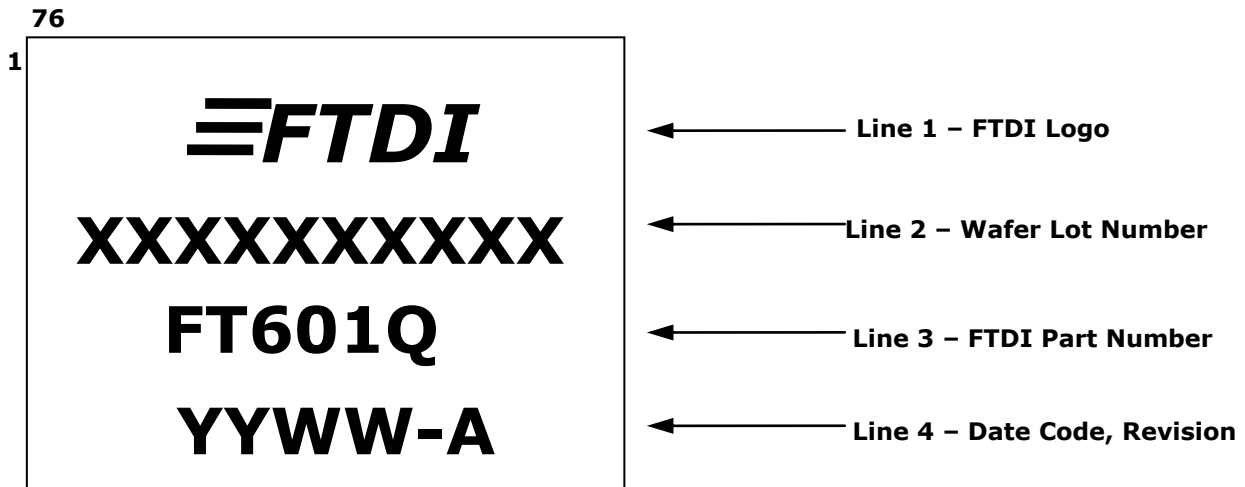 76
1
FTDI
Line 1 – FTDI Logo
XXXXXXXXXX
Line 2 – Wafer Lot Number
FT601Q
Line 3 – FTDI Part Number
YYWW-A
Line 4 – Date Code, Revision